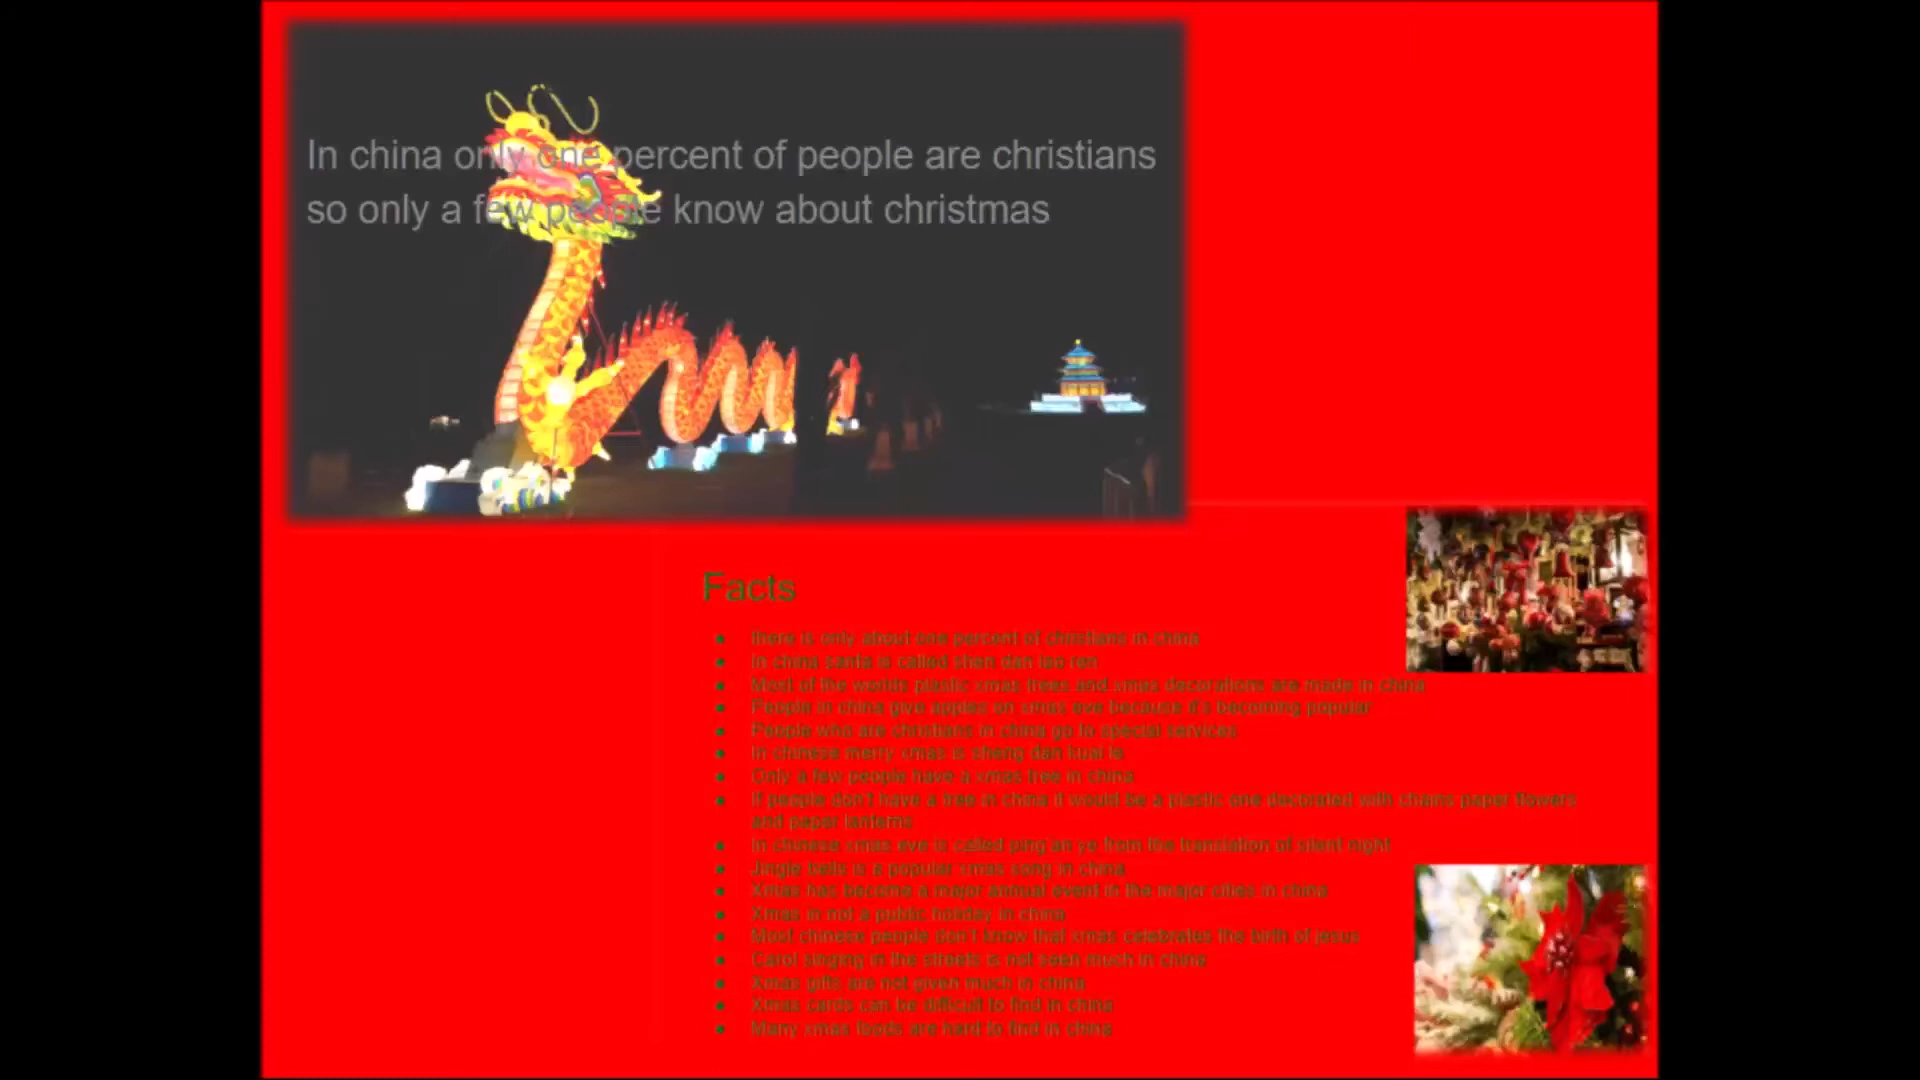 In china only one percent of people are christians
so only a few people know about christmas
Facts
there is only about one percent of christians in china
In china santa is called shen dan lao ren
Most of the worlds plastic xmas trees and xmas decorations are made in china
People in china give apples on xmas eve because it's becoming popular
People who are christians in china go to special services
In chinese merry xmas is sheng dan kuai le
Only a few people have a xmas tree in china
If people don't have a tree in china it would be a plastic one decorated with chains paper flowers
and paper lanterns
In chinese xmas eve is called ping an ye from the translation of silent night
Jingle bells is a popular xmas song in china
Xmas has become a major annual event in the major cities in china
Xmas in not a public holiday in china
Most chinese people don't know that xmas celebrates the birth of jesus
Carol singing in the streets is not seen much in china
Xmas gifts are not given much in china
Xmas cards can be difficult to find in china
Many xmas foods are hard to find in china